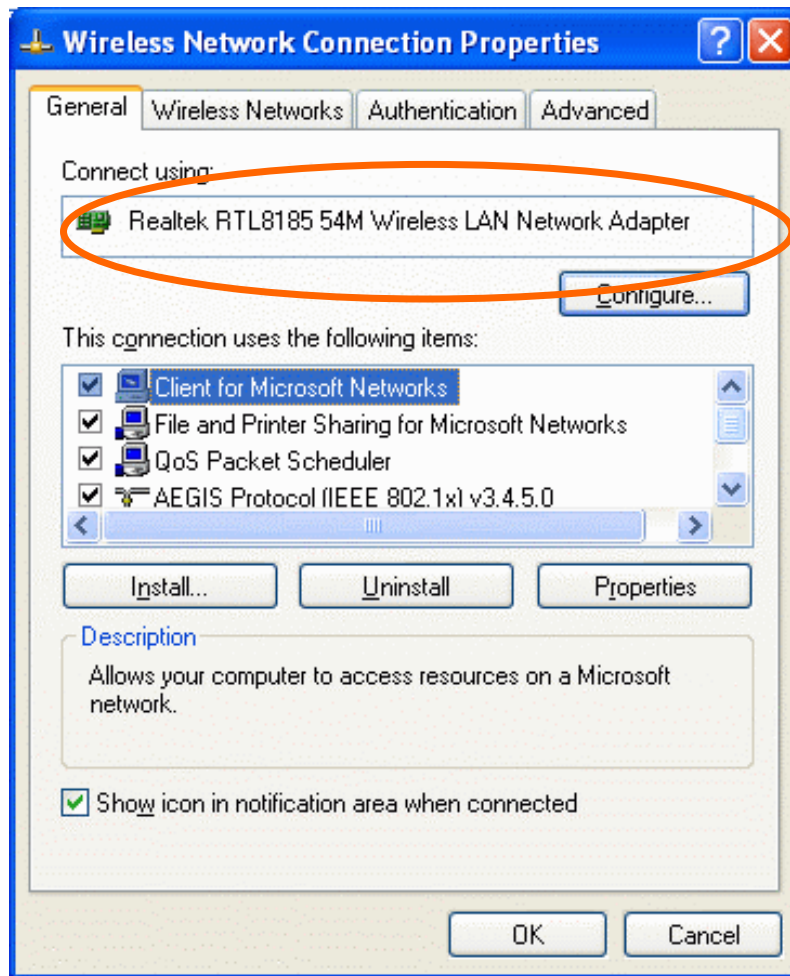 Wireless Network Connection Properties
General Wireless Networks Authentication Advanced
Connect using:
Realtek RTL8185 54M Wireless LAN Network Adapter
Configure...
This connection uses the following items:
Client for Microsoft Networks
File and Printer Sharing for Microsoft Networks
QoS Packet Scheduler
AEGIS Protocol (IEEE 802.1x) v3.4.5.0
Install... Uninstall Properties
Description
Allows your computer to access resources on a Microsoft
network.
Show icon in notification area when connected
OK Cancel